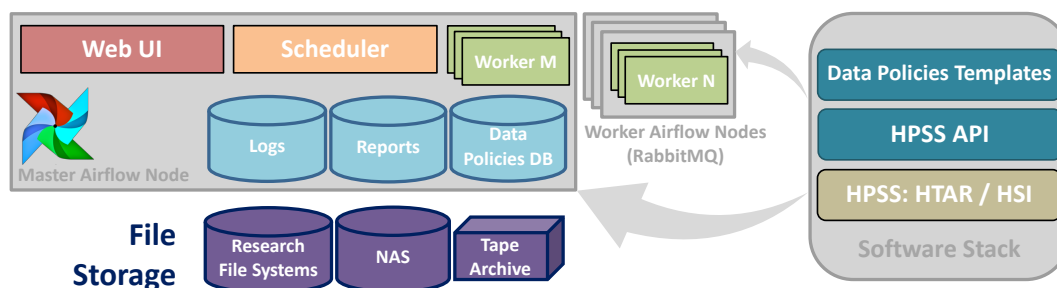 Web UI
Scheduler
Worker M
Worker N
Logs
Reports
Data
Policies DB
Master Airflow Node
Worker Airflow Nodes
(RabbitMQ)
File
Storage
Research
File Systems
NAS
Tape
Archive
Data Policies Templates
HPSS API
HPSS: HTAR / HSI
Software Stack